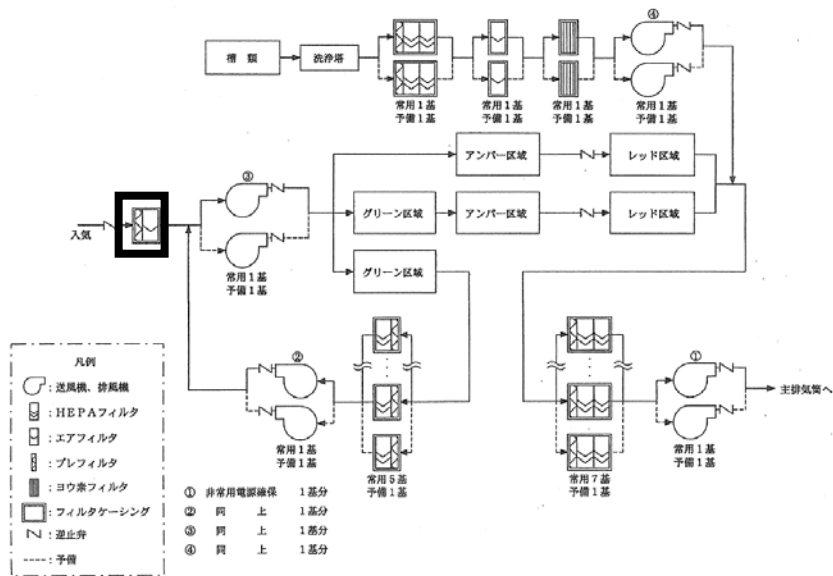 ④
槽 類
洗浄塔
常用1基
予備1基
常用1基
予備1基
常用1基
予備1基
常用1基
予備1基
アンバー区域
レッド区域
③
入気
グリーン区域
アンバー区域
レッド区域
常用1基
予備1基
グリーン区域
凡例
:送風機、排風機
:HEPAフィルタ
:エアフィルタ
:プレフィルタ
:ヨウ素フィルタ
:フィルタケーシング
:逆止弁
:予備
②
常用1基
予備1基
常用5基
予備1基
①
主排気筒へ
常用7基
予備1基
常用1基
予備1基
① 非常用電源確保 1基分
② 同 上 1基分
③ 同 上 1基分
④ 同 上 1基分